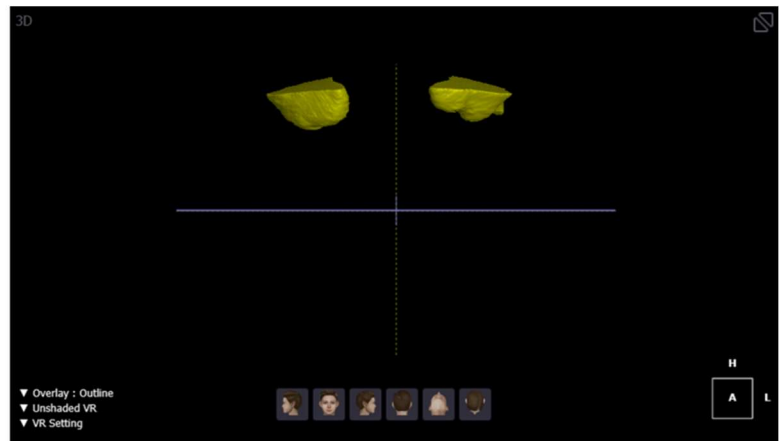 3D
H
A L
▼ Overlay : Outline
▼ Unshaded VR
▼ VR Setting